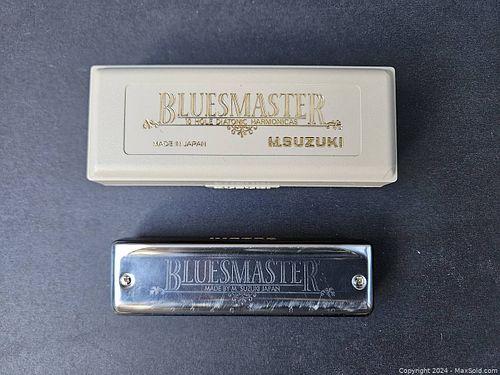 BLUESMASTER
10 HOLE DIATONIC HARMONICAS
MADE IN JAPAN
M.SUZUKI
BLUESMASTER
MADE BY M. SUZUKI JAPAN
Copyright 2024 - MaxSold.com